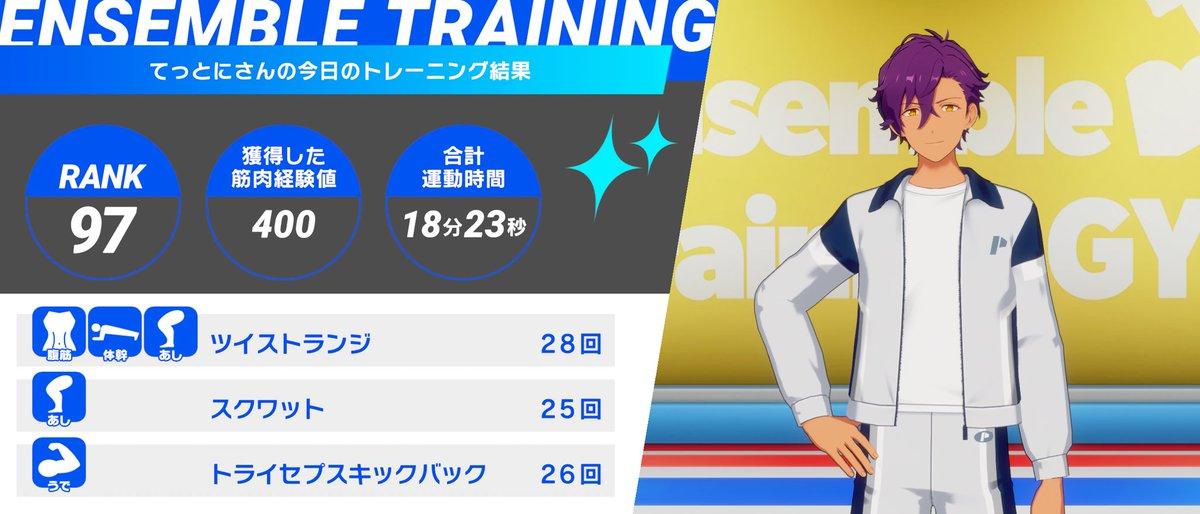 ENSEMBLE TRAINING
てっとにさんの今日のトレーニング結果
RANK
97
獲得した
筋肉経験値
400
合計
運動時間
18分23秒
腹筋 体幹 あし ツイストランジ 28回
あし スクワット 25回
うで トライセプスキックバック 26回
semble
ain GY
P
P